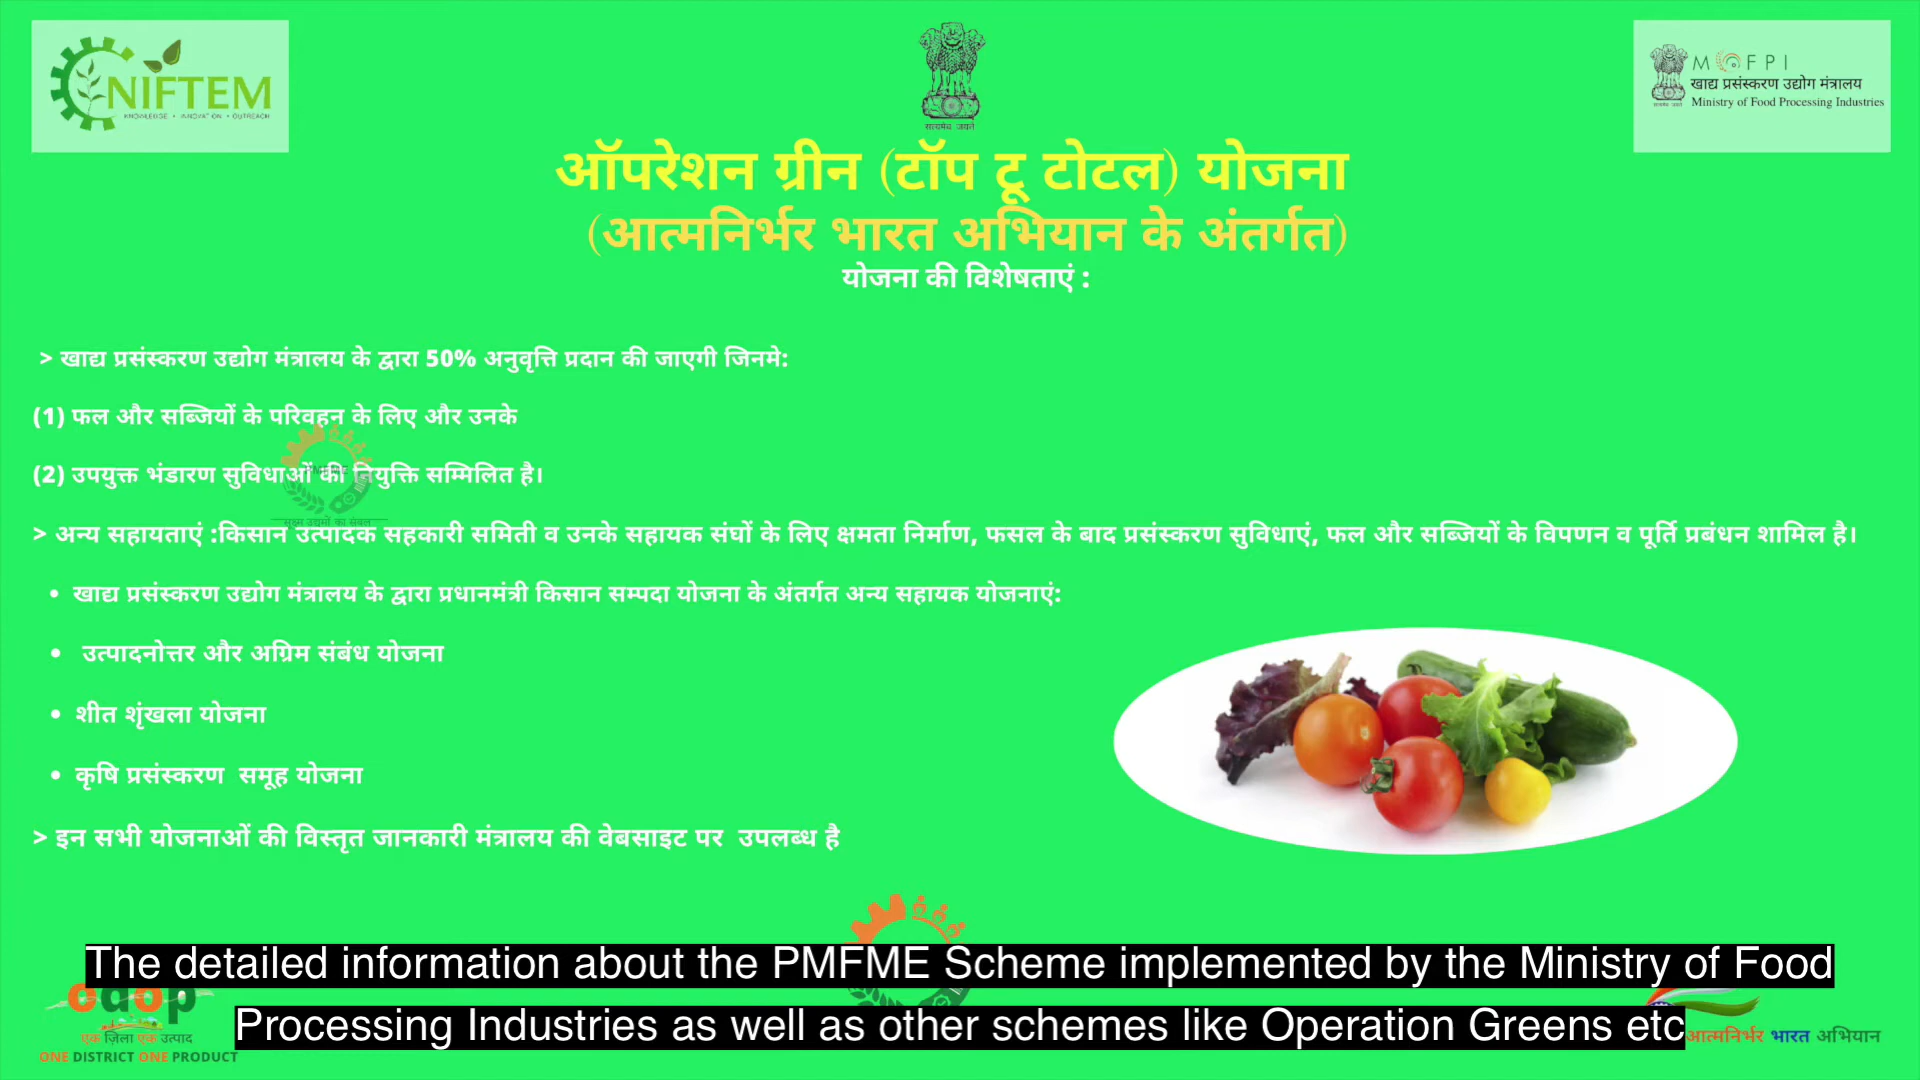 NIFTEM
KNOWLEDGE • INNOVATION • OUTREACH
सत्यमेव जयते
MOFPI
खाद्य प्रसंस्करण उद्योग मंत्रालय
Ministry of Food Processing Industries
ऑपरेशन ग्रीन (टॉप टू टोटल) योजना
(आत्मनिर्भर भारत अभियान के अंतर्गत)
योजना की विशेषताएं :
> खाद्य प्रसंस्करण उद्योग मंत्रालय के द्वारा 50% अनुवृत्ति प्रदान की जाएगी जिनमे:
(1) फल और सब्जियों के परिवहन के लिए और उनके
(2) उपयुक्त भंडारण सुविधाओं की नियुक्ति सम्मिलित है।
सूक्ष्म उद्यमों का संबल
> अन्य सहायताएं :किसान उत्पादक सहकारी समिती व उनके सहायक संघों के लिए क्षमता निर्माण, फसल के बाद प्रसंस्करण सुविधाएं, फल और सब्जियों के विपणन व पूर्ति प्रबंधन शामिल है।
• खाद्य प्रसंस्करण उद्योग मंत्रालय के द्वारा प्रधानमंत्री किसान सम्पदा योजना के अंतर्गत अन्य सहायक योजनाएं:
• उत्पादनोत्तर और अग्रिम संबंध योजना
• शीत शृंखला योजना
• कृषि प्रसंस्करण समूह योजना
> इन सभी योजनाओं की विस्तृत जानकारी मंत्रालय की वेबसाइट पर उपलब्ध है
The detailed information about the PMFME Scheme implemented by the Ministry of Food
Processing Industries as well as other schemes like Operation Greens etc
odop
एक ज़िला एक उत्पाद
ONE DISTRICT ONE PRODUCT
आत्मनिर्भर भारत अभियान